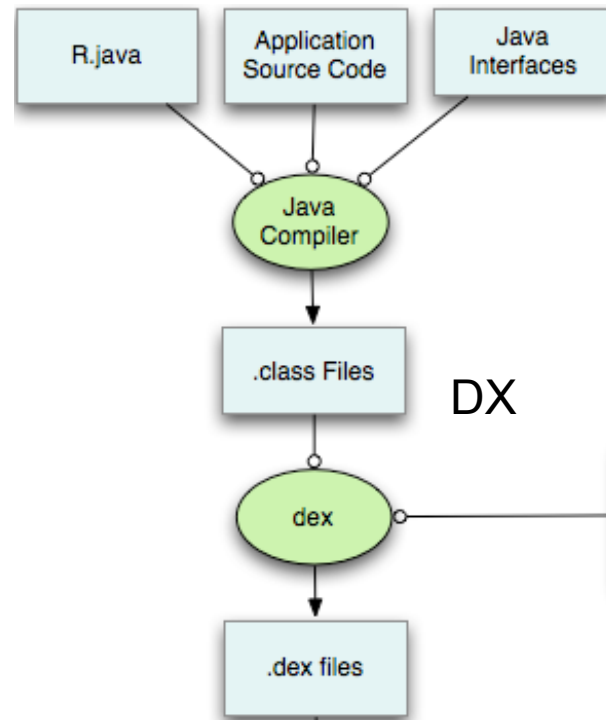 R.java
Application
Source Code
Java
Interfaces
Java
Compiler
.class Files
DX
dex
.dex files